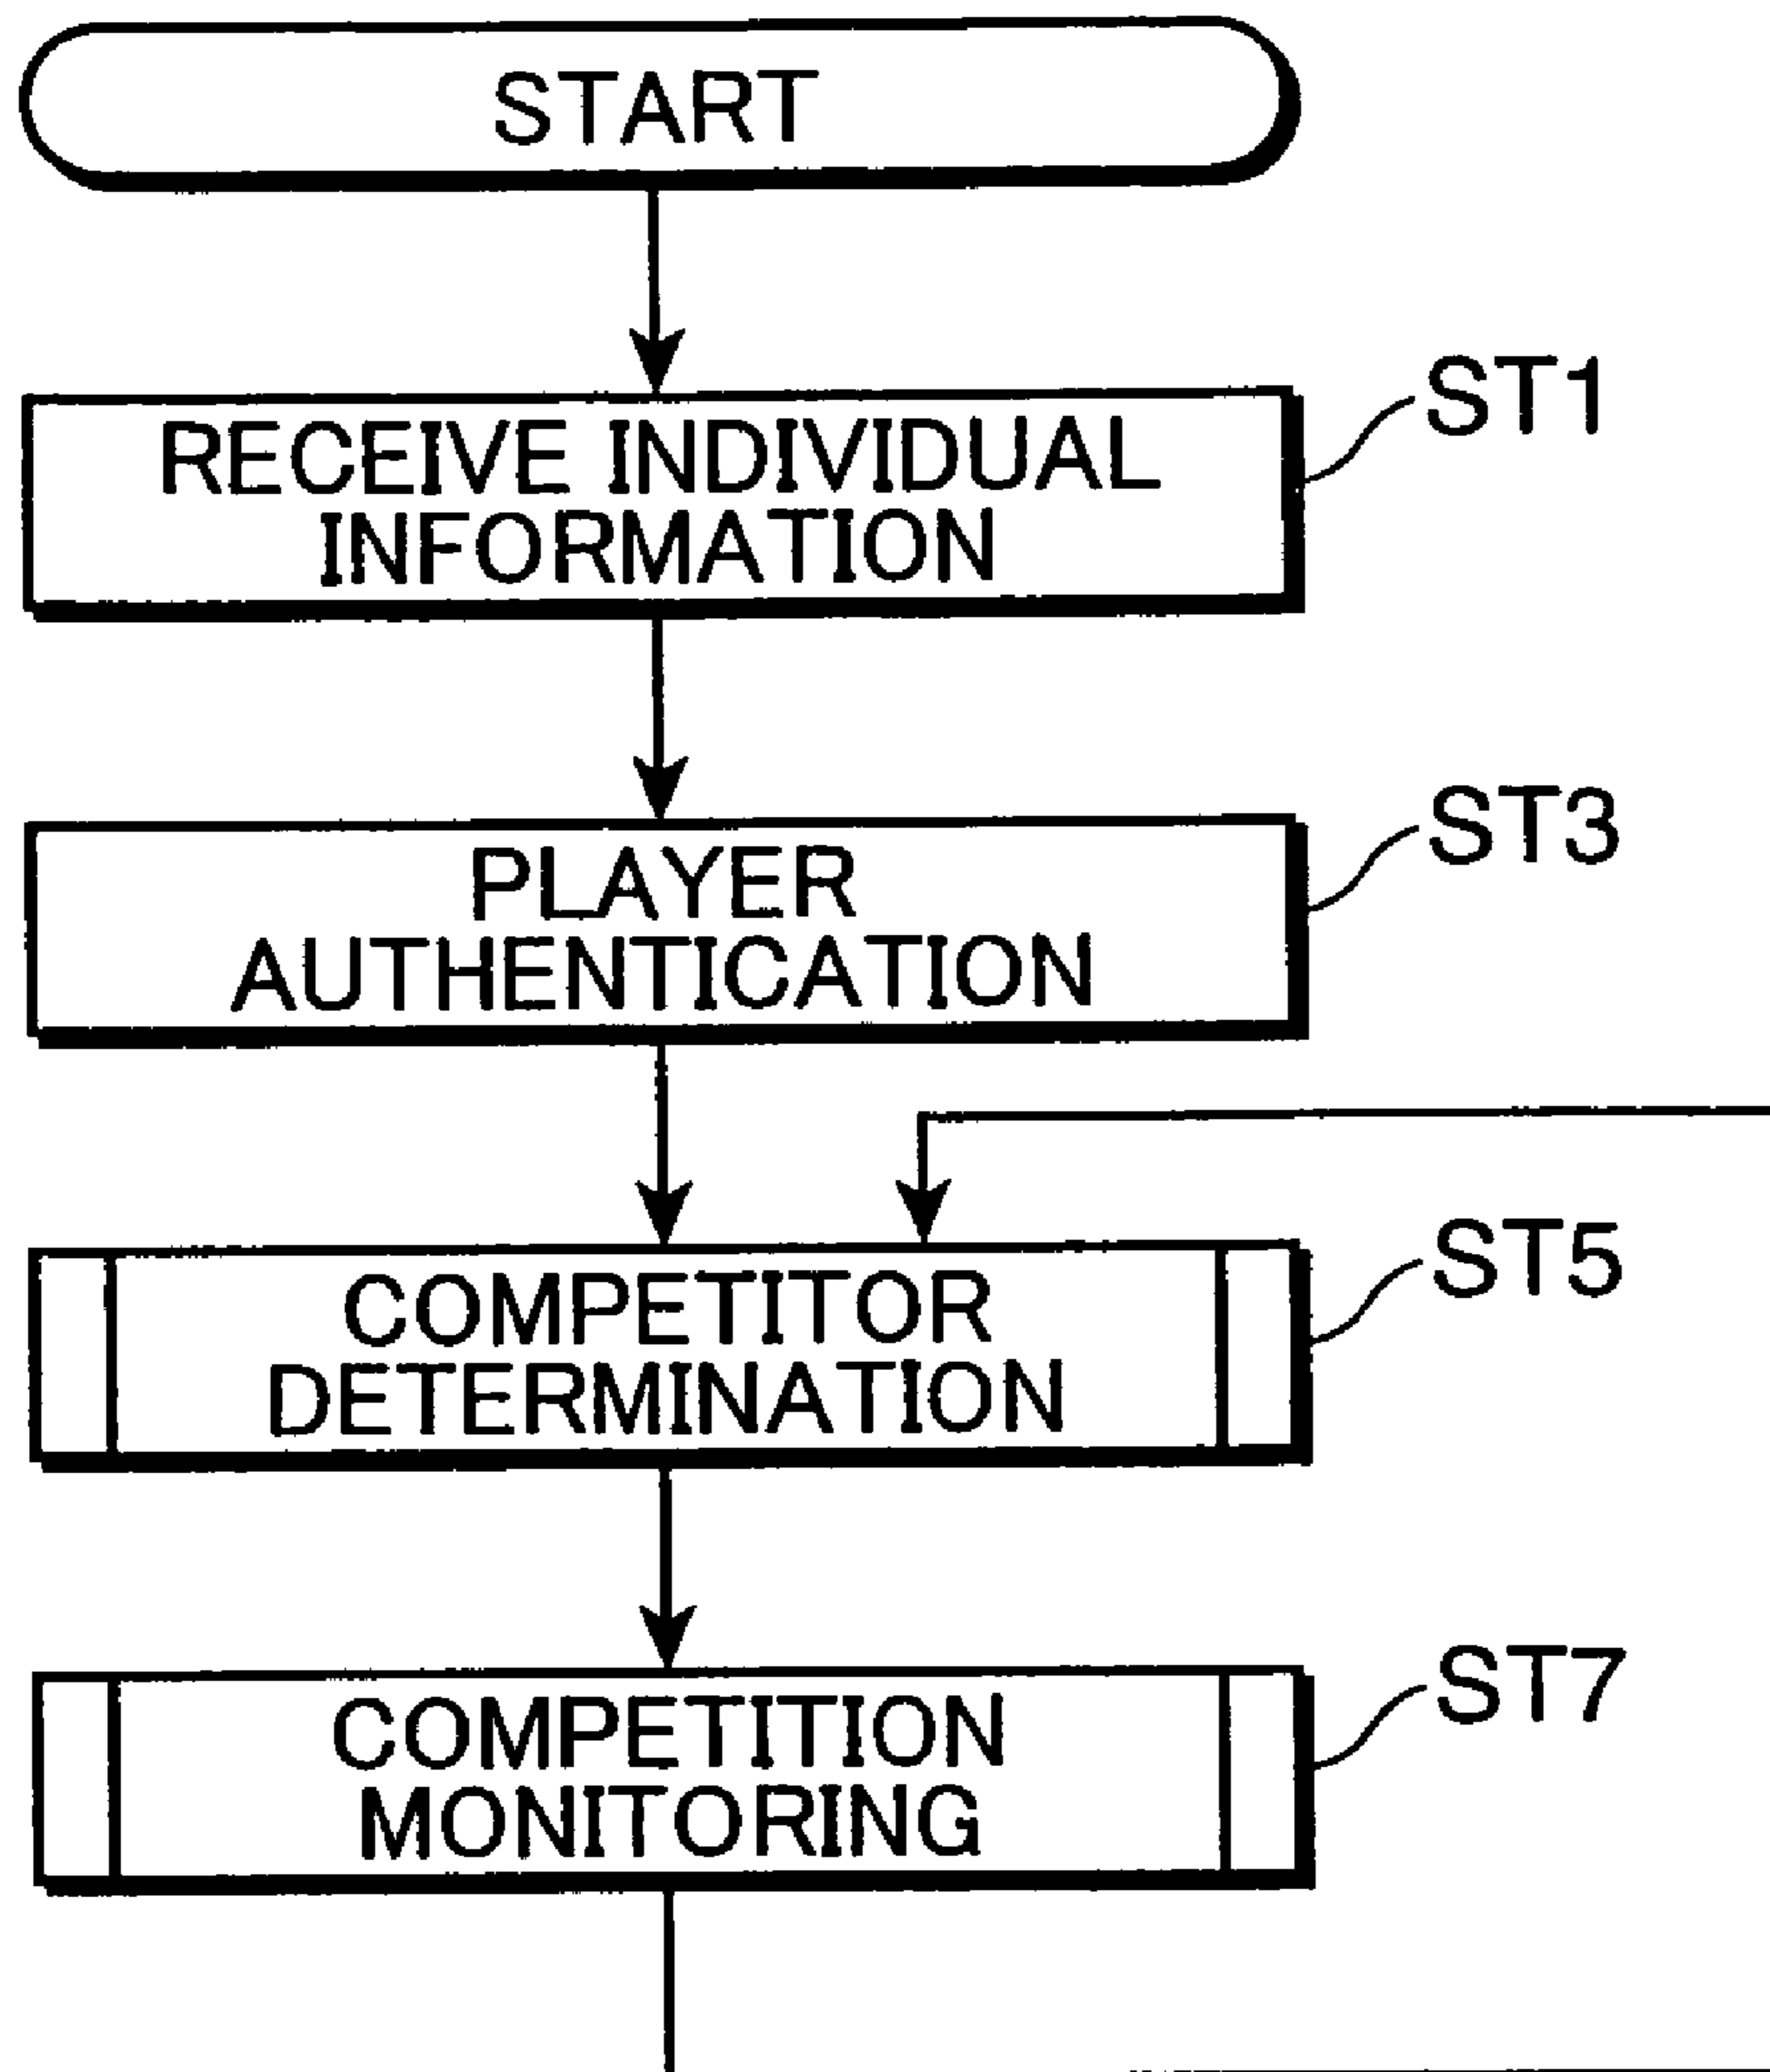 START
RECEIVE INDIVIDUAL
INFORMATION
ST1
PLAYER
AUTHENTICATION
ST3
COMPETITOR
DETERMINATION
ST5
COMPETITION
MONITORING
ST7